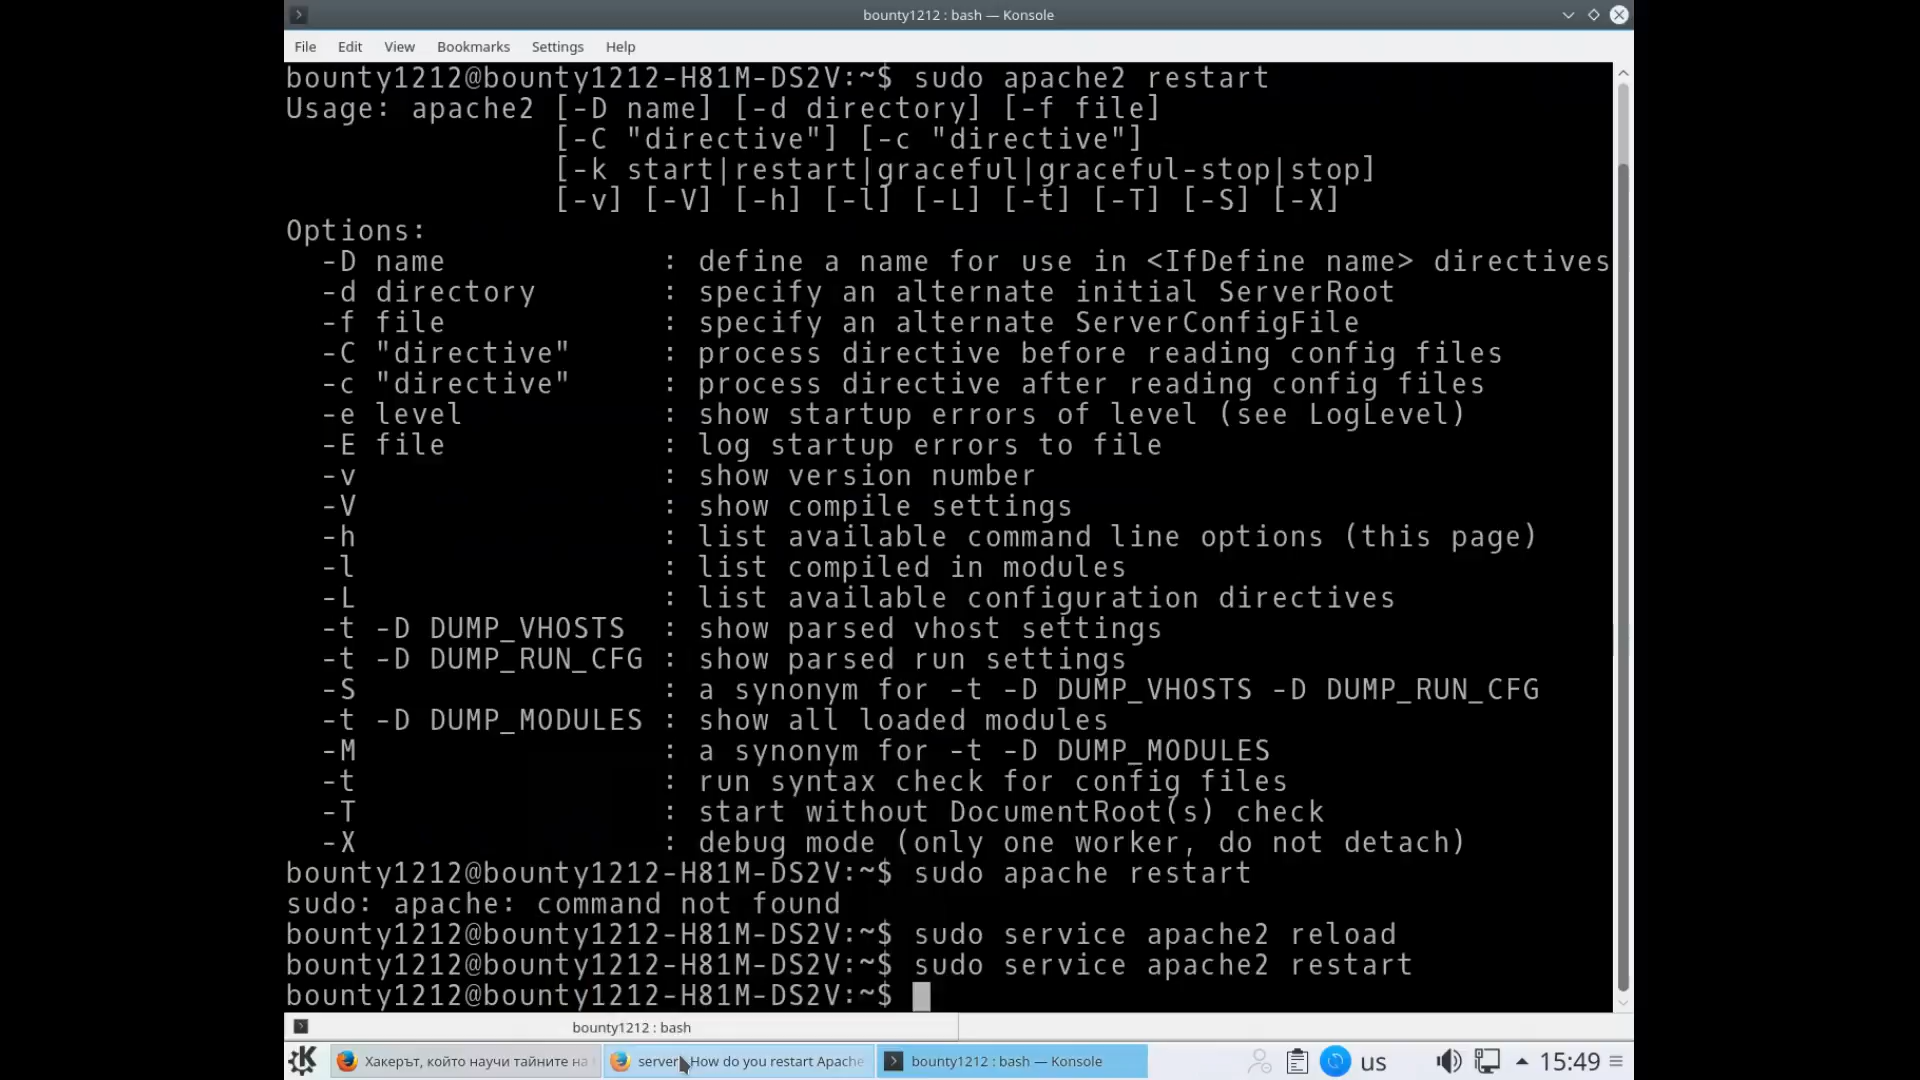 bounty1212 : bash — Konsole
File Edit View Bookmarks Settings Help
bounty1212@bounty1212-H81M-DS2V:~$ sudo apache2 restart
Usage: apache2 [-D name] [-d directory] [-f file]
[-C "directive"] [-c "directive"]
[-k start|restart|graceful|graceful-stop|stop]
[-v] [-V] [-h] [-l] [-L] [-t] [-T] [-S] [-X]
Options:
-D name : define a name for use in <IfDefine name> directives
-d directory : specify an alternate initial ServerRoot
-f file : specify an alternate ServerConfigFile
-C "directive" : process directive before reading config files
-c "directive" : process directive after reading config files
-e level : show startup errors of level (see LogLevel)
-E file : log startup errors to file
-v : show version number
-V : show compile settings
-h : list available command line options (this page)
-l : list compiled in modules
-L : list available configuration directives
-t -D DUMP_VHOSTS : show parsed vhost settings
-t -D DUMP_RUN_CFG : show parsed run settings
-S : a synonym for -t -D DUMP_VHOSTS -D DUMP_RUN_CFG
-t -D DUMP_MODULES : show all loaded modules
-M : a synonym for -t -D DUMP_MODULES
-t : run syntax check for config files
-T : start without DocumentRoot(s) check
-X : debug mode (only one worker, do not detach)
bounty1212@bounty1212-H81M-DS2V:~$ sudo apache restart
sudo: apache: command not found
bounty1212@bounty1212-H81M-DS2V:~$ sudo service apache2 reload
bounty1212@bounty1212-H81M-DS2V:~$ sudo service apache2 restart
bounty1212@bounty1212-H81M-DS2V:~$
bounty1212 : bash
Хакерът, който научи тайните на server How do you restart Apache bounty1212 : bash — Konsole us 15:49